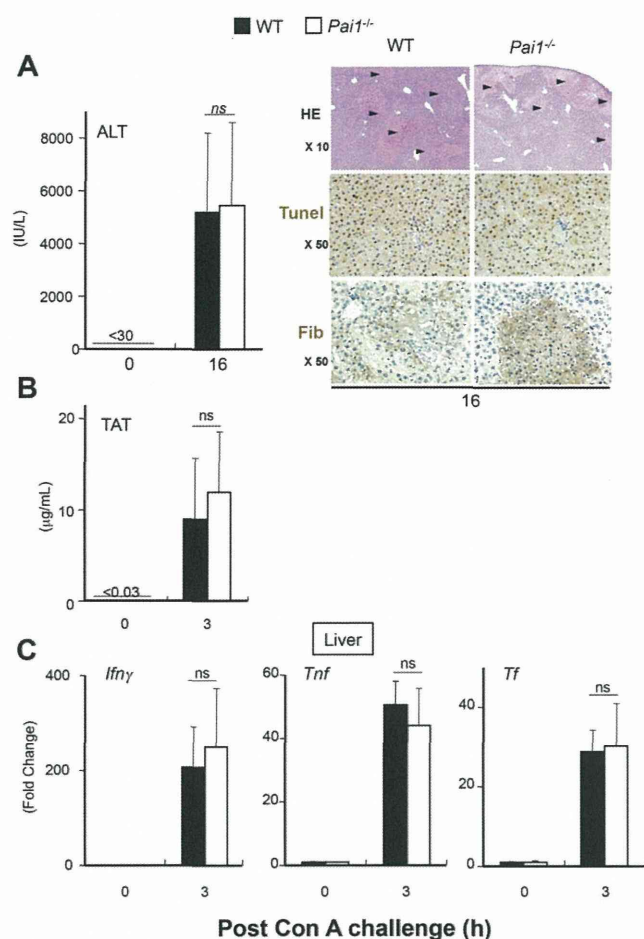 WT Pai1-/-
A
ALT
ns
8000
6000
4000
2000
0
(IU/L)
<30
0 16
WT Pai1-/-
HE
X 10
Tunel
X 50
Fib
X 50
16
B
TAT
ns
20
10
0
(µg/mL)
<0.03
0 3
C
Liver
Ifnγ
ns
400
200
0
(Fold Change)
0 3
Tnf
ns
60
40
20
0
0 3
Tf
ns
40
20
0
0 3
Post Con A challenge (h)